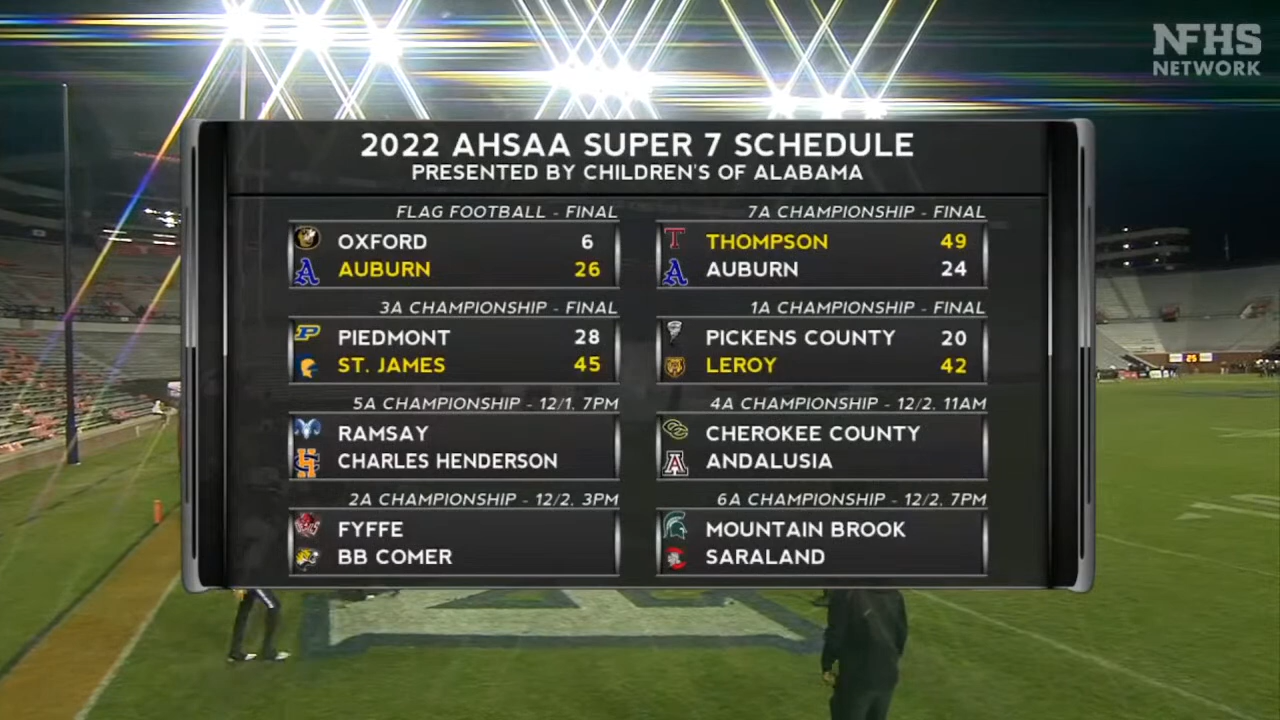 NFHS
NETWORK
2022 AHSAA SUPER 7 SCHEDULE
PRESENTED BY CHILDREN'S OF ALABAMA
FLAG FOOTBALL - FINAL
OXFORD 6
AUBURN 26
7A CHAMPIONSHIP - FINAL
THOMPSON 49
AUBURN 24
3A CHAMPIONSHIP - FINAL
PIEDMONT 28
ST. JAMES 45
1A CHAMPIONSHIP - FINAL
PICKENS COUNTY 20
LEROY 42
5A CHAMPIONSHIP - 12/1, 7PM
RAMSAY
CHARLES HENDERSON
4A CHAMPIONSHIP - 12/2, 11AM
CHEROKEE COUNTY
ANDALUSIA
2A CHAMPIONSHIP - 12/2, 3PM
FYFFE
BB COMER
6A CHAMPIONSHIP - 12/2, 7PM
MOUNTAIN BROOK
SARALAND
25